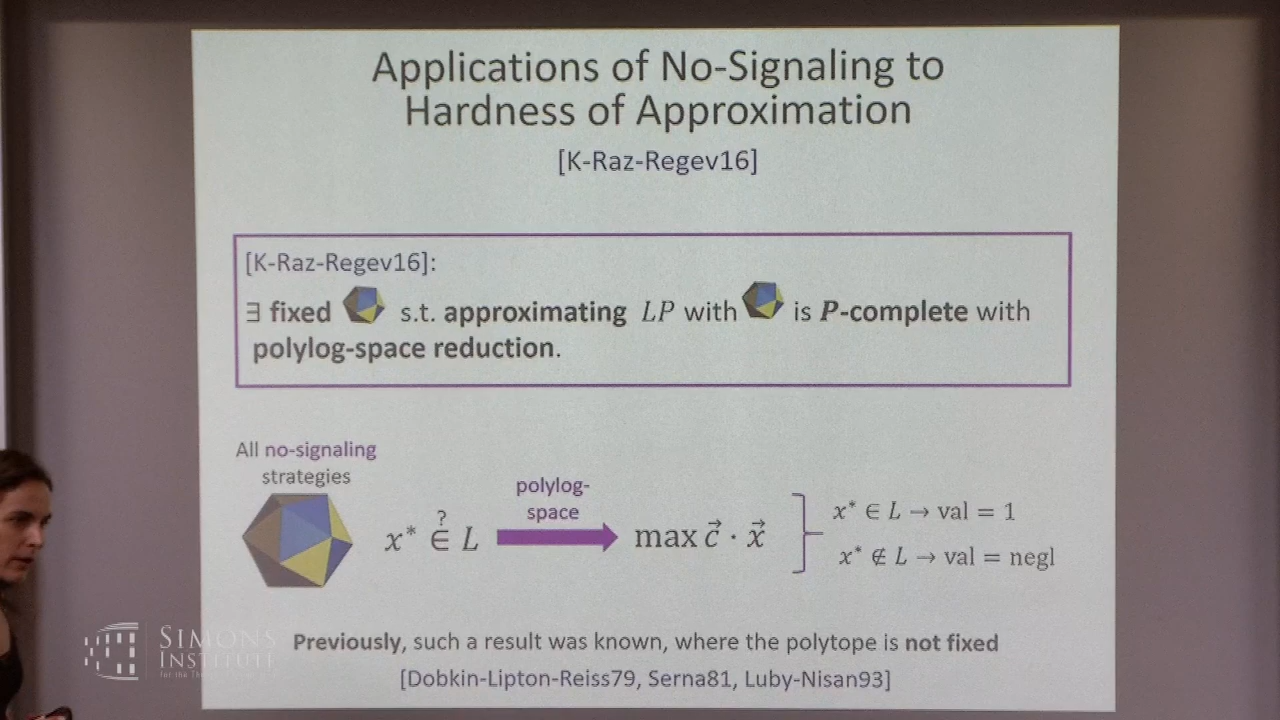 Applications of No-Signaling to
Hardness of Approximation
[K-Raz-Regev16]
[K-Raz-Regev16]:
∃ fixed s.t. approximating LP with is P-complete with
polylog-space reduction.
All no-signaling
strategies
polylog-
space
x* ∈? L
max c⃗ · x⃗
x* ∈ L → val = 1
x* ∉ L → val = negl
Previously, such a result was known, where the polytope is not fixed
[Dobkin-Lipton-Reiss79, Serna81, Luby-Nisan93]
SIMONS
INSTITUTE